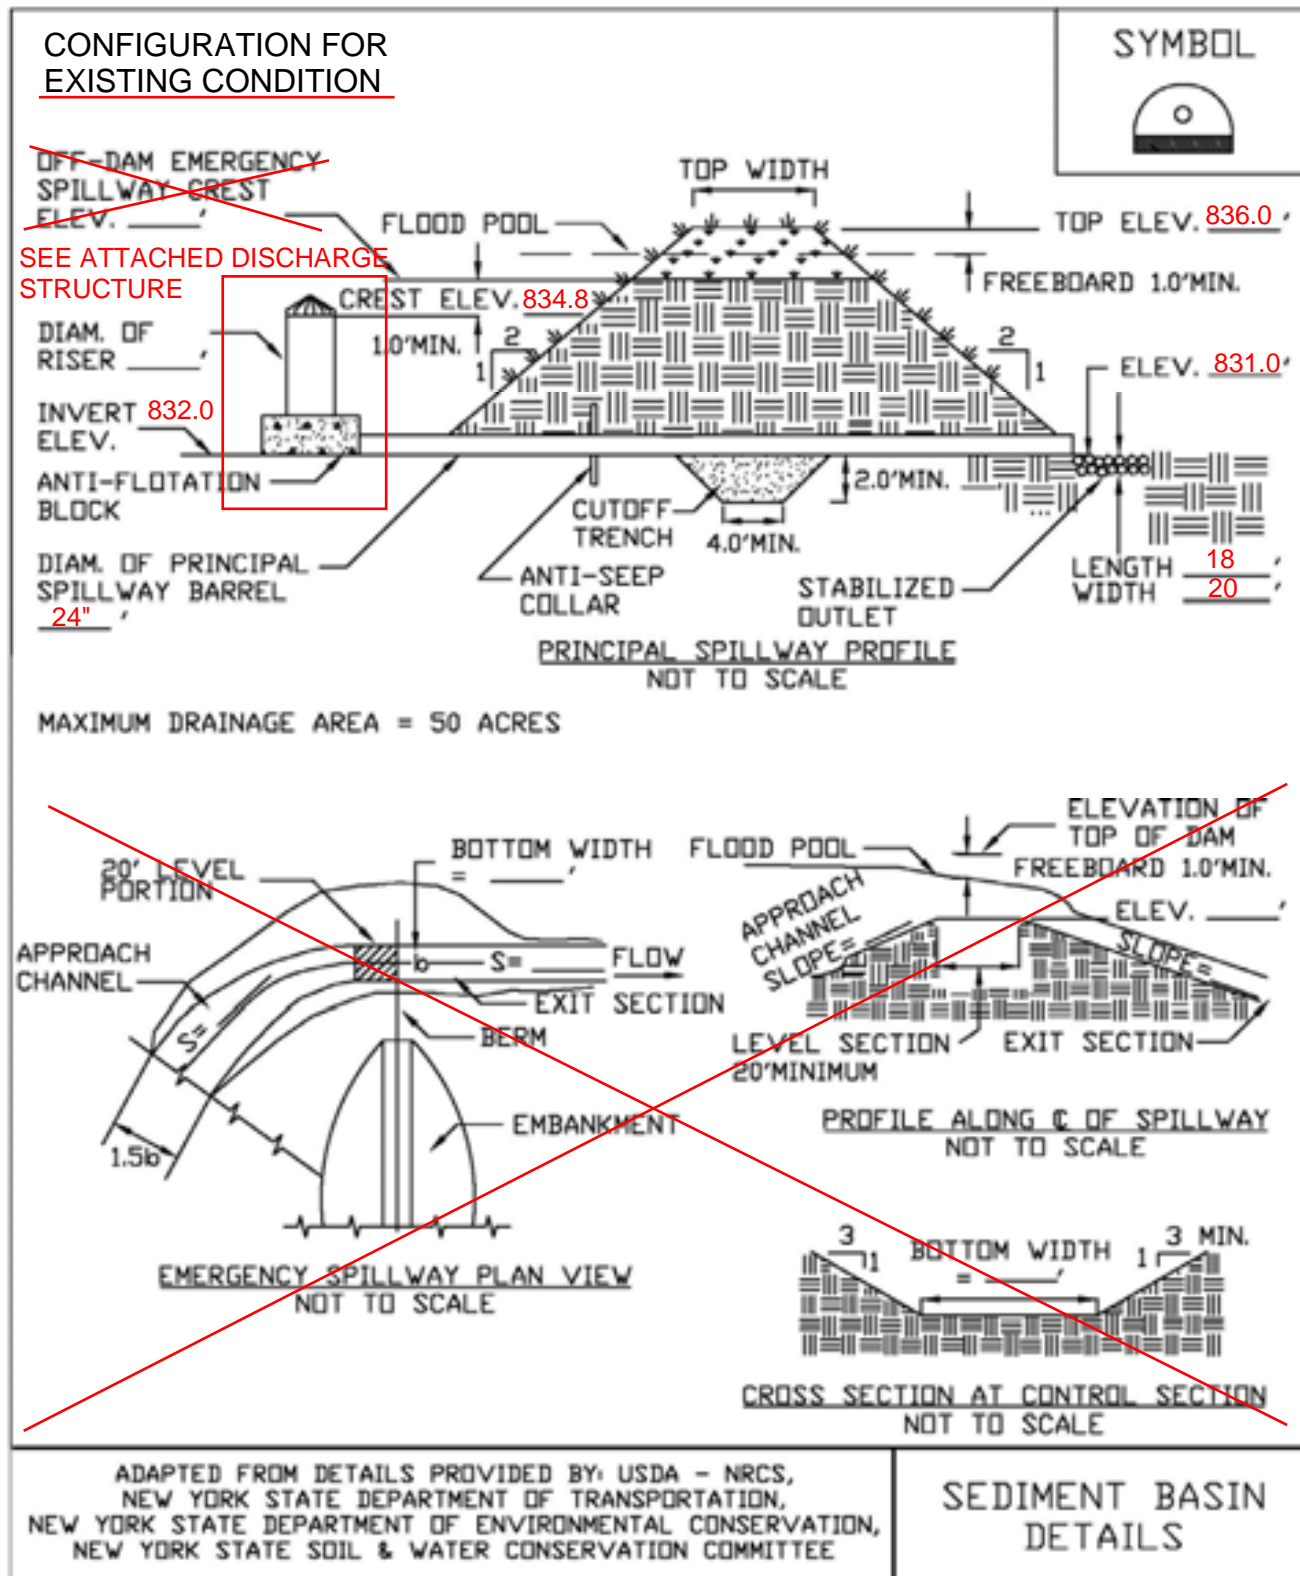 CONFIGURATION FOR
EXISTING CONDITION
SYMBOL
OFF-DAM EMERGENCY
SPILLWAY CREST
ELEV. ______'
SEE ATTACHED DISCHARGE
STRUCTURE
TOP WIDTH
FLOOD POOL
TOP ELEV. 836.0 '
FREEBOARD 1.0'MIN.
CREST ELEV. 834.8
1.0'MIN.
DIAM. OF
RISER ______'
2
1
2
1
ELEV. 831.0'
INVERT 832.0
ELEV.
ANTI-FLOTATION
BLOCK
2.0'MIN.
CUTOFF
TRENCH
4.0'MIN.
DIAM. OF PRINCIPAL
SPILLWAY BARREL
24" '
ANTI-SEEP
COLLAR
STABILIZED
OUTLET
LENGTH 18 '
WIDTH 20 '
PRINCIPAL SPILLWAY PROFILE
NOT TO SCALE
MAXIMUM DRAINAGE AREA = 50 ACRES
20' LEVEL
PORTION
BOTTOM WIDTH
= ______'
APPROACH
CHANNEL
b
S= ______
FLOW
EXIT SECTION
S= ______
BERM
EMBANKMENT
1.5b
EMERGENCY SPILLWAY PLAN VIEW
NOT TO SCALE
ELEVATION OF
TOP OF DAM
FLOOD POOL
FREEBOARD 1.0'MIN.
APPROACH
CHANNEL
SLOPE= ______
ELEV. ______'
SLOPE= ______
LEVEL SECTION
20'MINIMUM
EXIT SECTION
PROFILE ALONG ℄ OF SPILLWAY
NOT TO SCALE
3
1
BOTTOM WIDTH
= ______'
3 MIN.
1
CROSS SECTION AT CONTROL SECTION
NOT TO SCALE
ADAPTED FROM DETAILS PROVIDED BY: USDA - NRCS,
NEW YORK STATE DEPARTMENT OF TRANSPORTATION,
NEW YORK STATE DEPARTMENT OF ENVIRONMENTAL CONSERVATION,
NEW YORK STATE SOIL & WATER CONSERVATION COMMITTEE
SEDIMENT BASIN
DETAILS